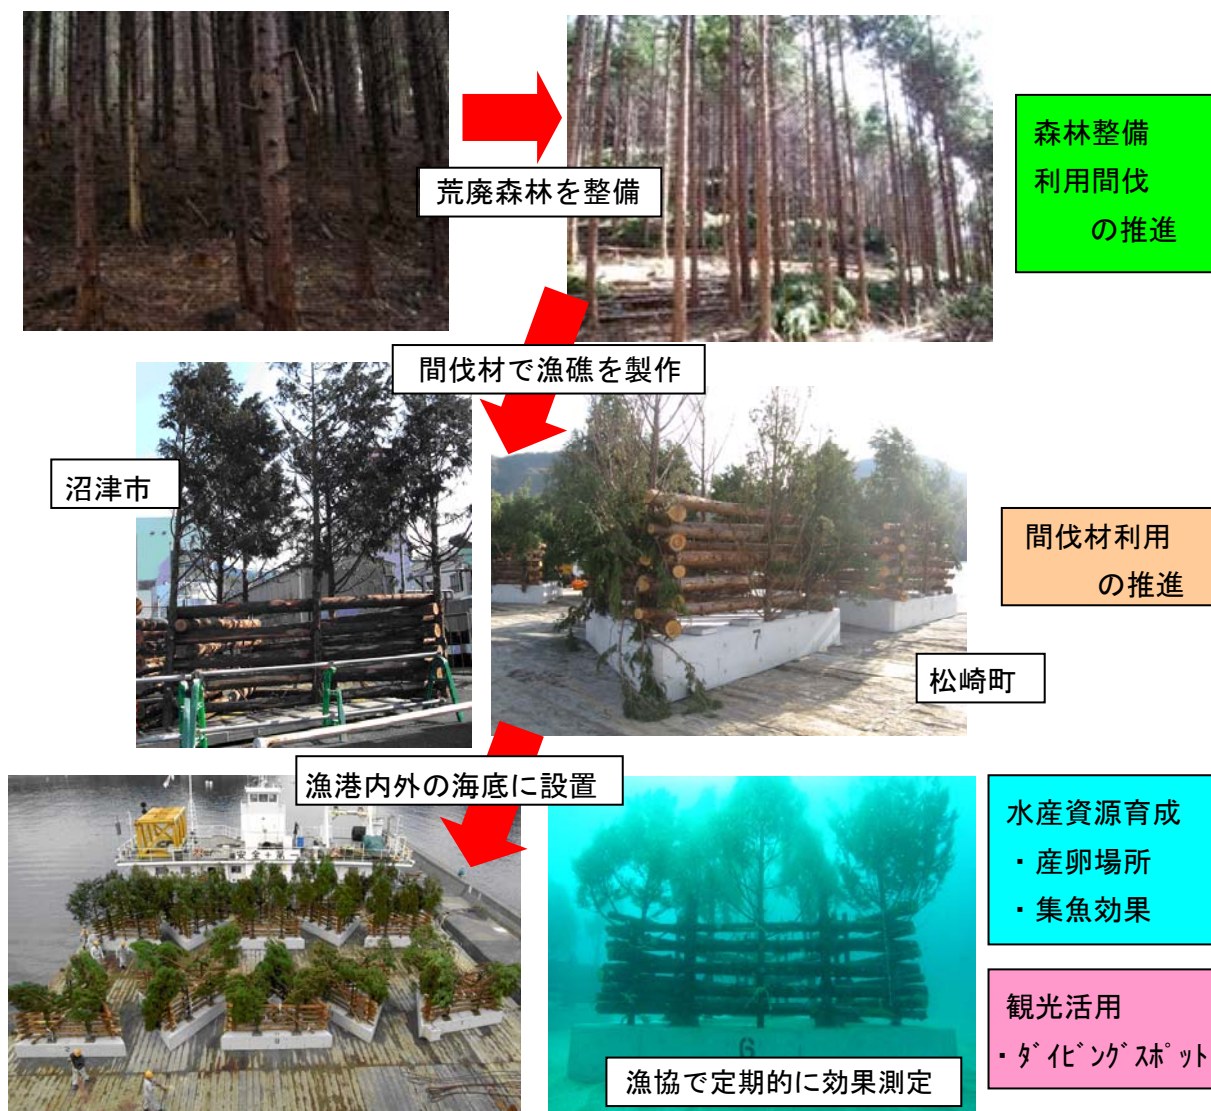 荒廃森林を整備
森林整備
利用間伐
の推進
間伐材で漁礁を製作
沼津市
間伐材利用
の推進
7
松崎町
漁港内外の海底に設置
水産資源育成
・産卵場所
・集魚効果
6
観光活用
・ﾀﾞｲﾋﾞﾝｸﾞｽﾎﾟｯﾄ
漁協で定期的に効果測定